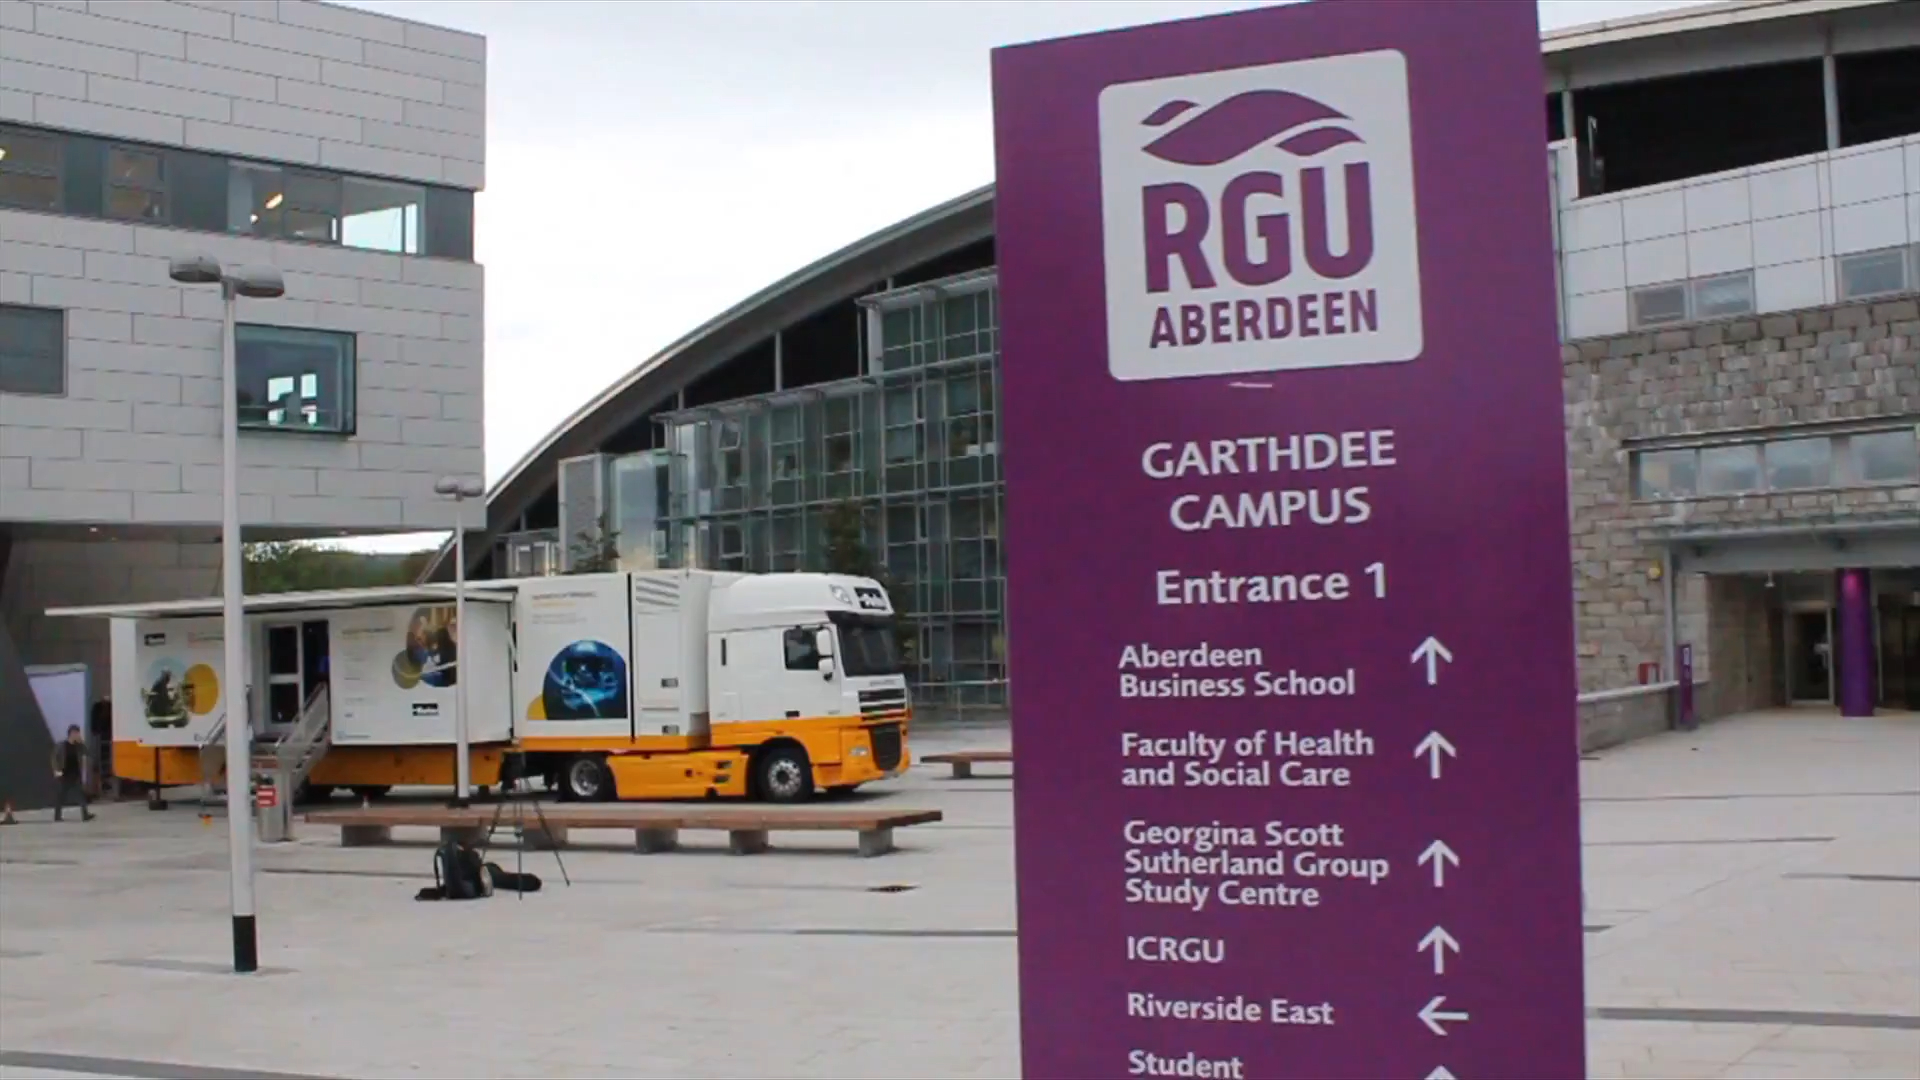 RGU
ABERDEEN
GARTHDEE
CAMPUS
Entrance 1
Aberdeen
Business School
Faculty of Health
and Social Care
Georgina Scott
Sutherland Group
Study Centre
ICRGU
Riverside East
Student